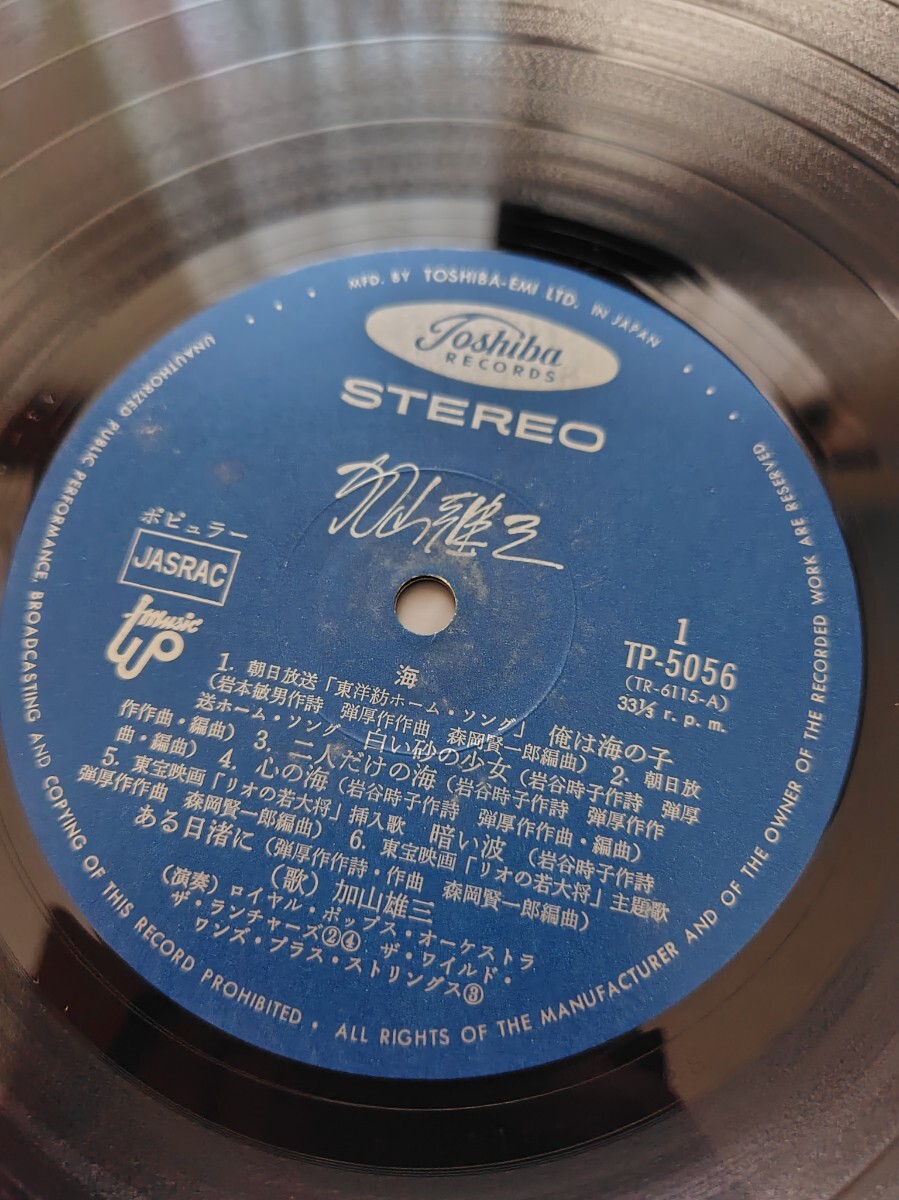 MFD. BY TOSHIBA-EMI LTD. IN JAPAN
Toshiba
RECORDS
STEREO
加山雄三
ポピュラー
JASRAC
Music
up
1
TP-5056
(TR-6115-A)
33⅓ r. p. m.
海
1. 朝日放送「東洋紡ホーム・ソング」 俺は海の子
(岩本敏男作詩 弾厚作作曲 森岡賢一郎編曲) 2. 朝日放
送ホーム・ソング 白い砂の少女 (岩谷時子作詩 弾厚
作作曲・編曲) 3. 二人だけの海 (岩谷時子作詩 弾厚作作
曲・編曲) 4. 心の海 (岩谷時子作詩 弾厚作作曲・編曲)
5. 東宝映画「リオの若大将」挿入歌 暗い波 (岩谷時子作詩
弾厚作作曲 森岡賢一郎編曲) 6. 東宝映画「リオの若大将」主題歌
ある日渚に (弾厚作作詩・作曲 森岡賢一郎編曲)
(歌) 加山雄三
(演奏) ロイヤル・ポップス・オーケストラ
ザ・ランチャーズ②④ ザ・ワイルド・
ワンズ・プラス・ストリングス③
UNAUTHORIZED PUBLIC PERFORMANCE, BROADCASTING AND COPYING OF THIS RECORD PROHIBITED • ALL RIGHTS OF THE MANUFACTURER AND OF THE OWNER OF THE RECORDED WORK ARE RESERVED